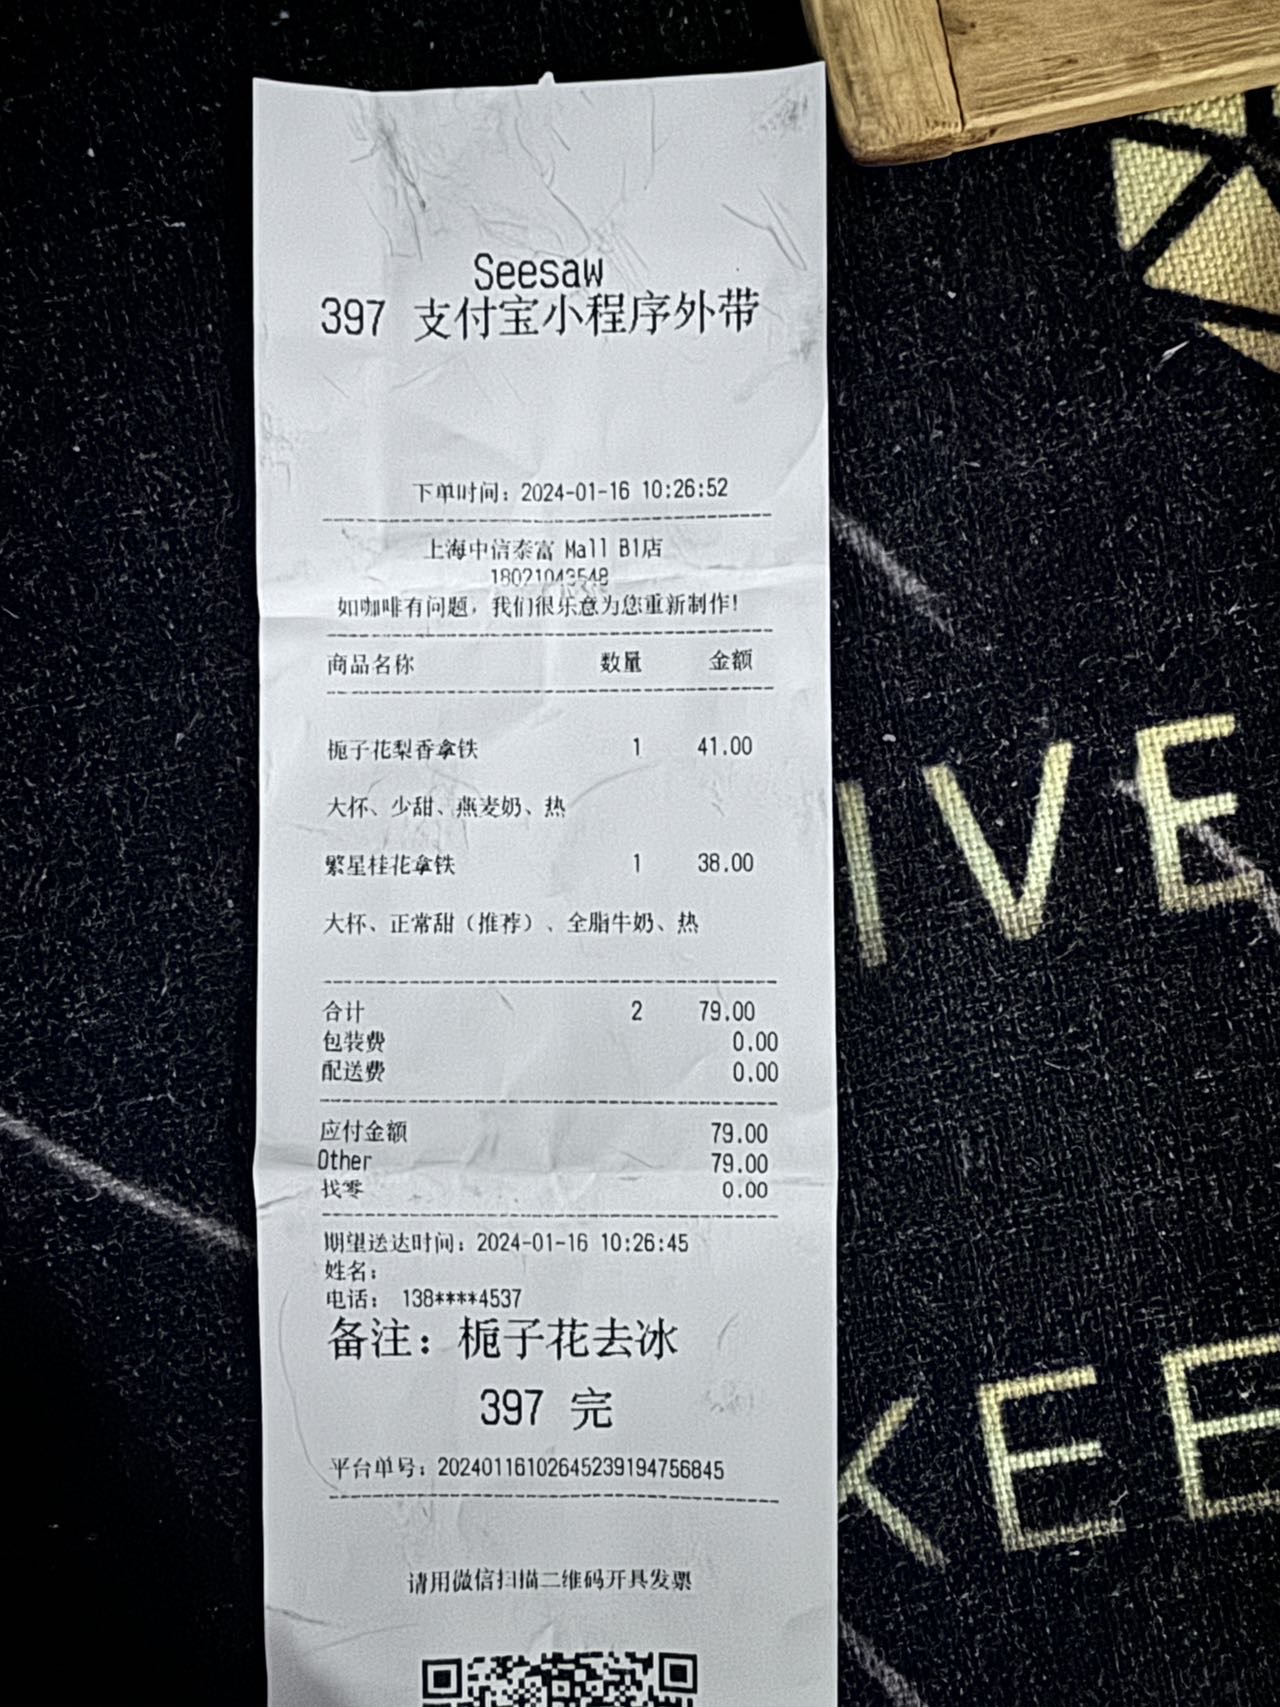 Seesaw
397 支付宝小程序外带
下单时间：2024-01-16 10:26:52
上海中信泰富 Mall B1店
18021043548
如咖啡有问题，我们很乐意为您重新制作！
商品名称 数量 金额
栀子花梨香拿铁 1 41.00
大杯、少甜、燕麦奶、热
繁星桂花拿铁 1 38.00
大杯、正常甜（推荐）、全脂牛奶、热
合计 2 79.00
包装费 0.00
配送费 0.00
应付金额 79.00
Other 79.00
找零 0.00
期望送达时间：2024-01-16 10:26:45
姓名：
电话： 138****4537
备注：栀子花去冰
397 完
平台单号：20240116102645239194756845
请用微信扫描二维码开具发票
IVE
KEE